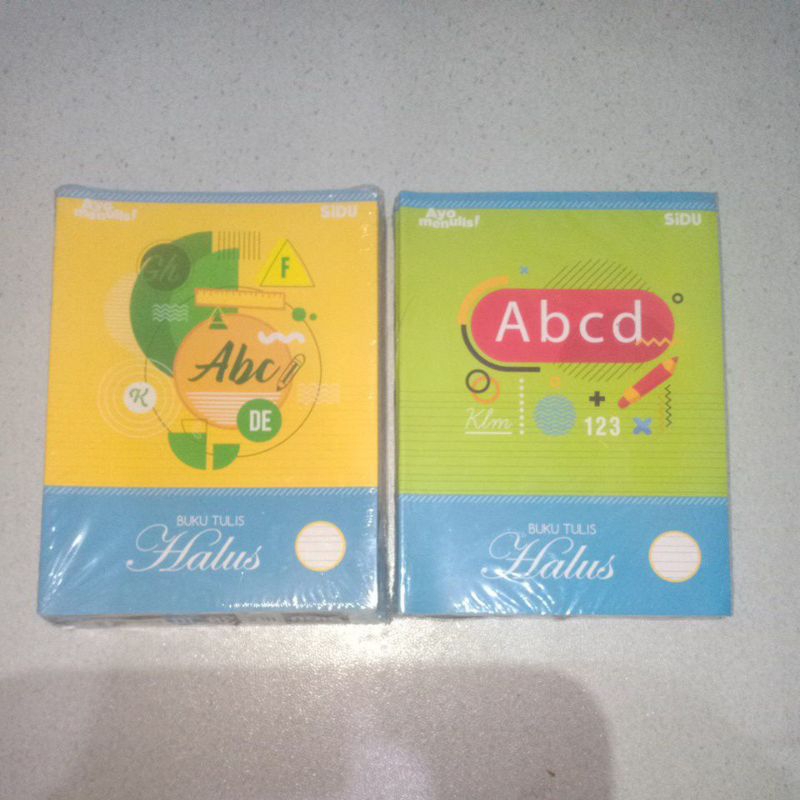 Ayo
menulis!
SiDU
Gh
F
Abc
K
DE
BUKU TULIS
Halus
Ayo
menulis!
SiDU
Abcd
Klm
123
BUKU TULIS
Halus